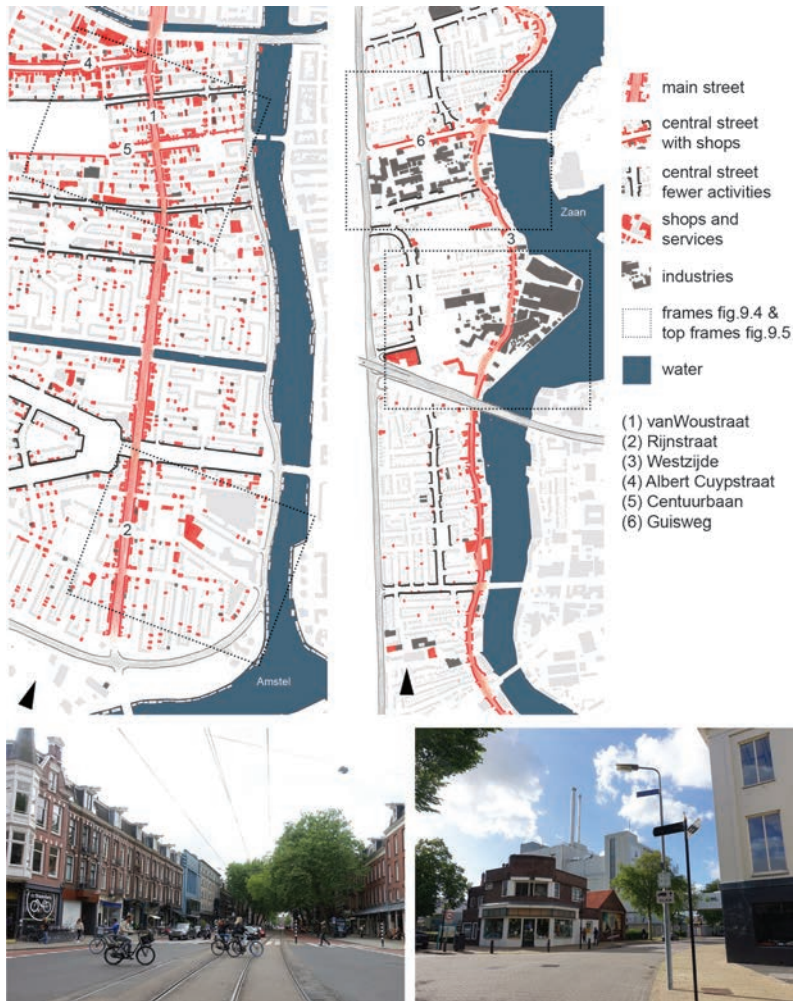 4
1
5
2
Amstel
6
3
Zaan
main street
central street
with shops
central street
fewer activities
shops and
services
industries
frames fig.9.4 &
top frames fig.9.5
water
(1) vanWoustraat
(2) Rijnstraat
(3) Westzijde
(4) Albert Cuypstraat
(5) Centuurbaan
(6) Guisweg